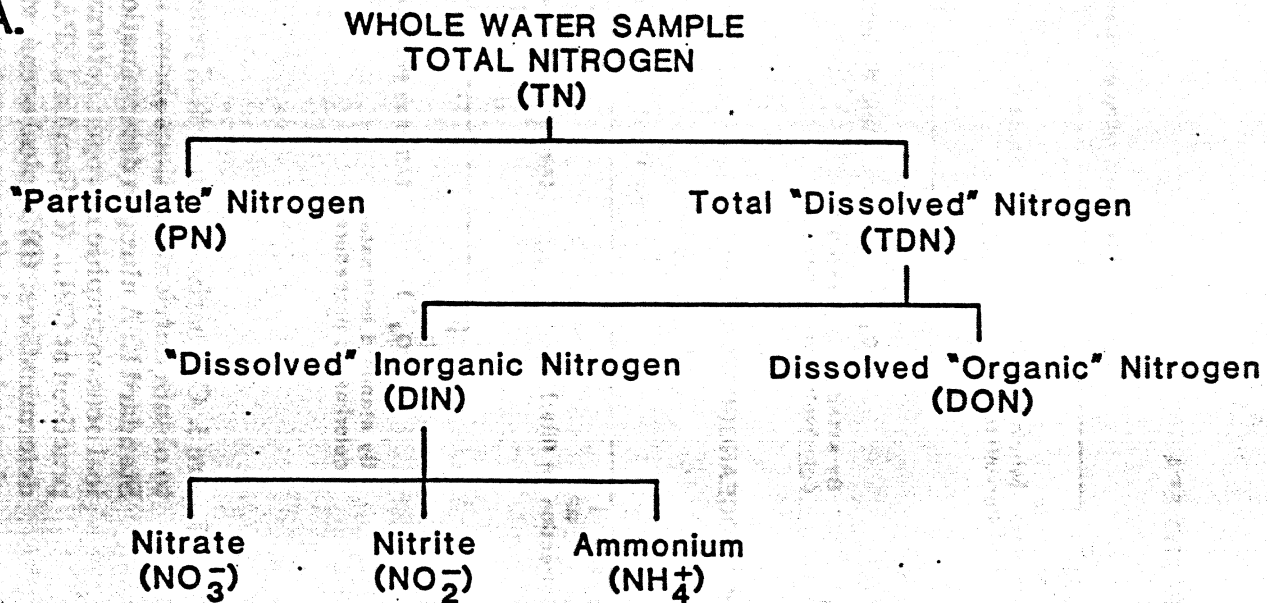 A.
WHOLE WATER SAMPLE
TOTAL NITROGEN
(TN)
"Particulate" Nitrogen
(PN)
Total "Dissolved" Nitrogen
(TDN)
"Dissolved" Inorganic Nitrogen
(DIN)
Dissolved "Organic" Nitrogen
(DON)
Nitrate
(NO₃⁻)
Nitrite
(NO₂⁻)
Ammonium
(NH₄⁺)